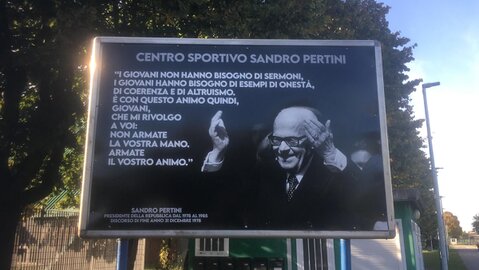 CENTRO SPORTIVO SANDRO PERTINI
"I GIOVANI NON HANNO BISOGNO DI SERMONI,
I GIOVANI HANNO BISOGNO DI ESEMPI DI ONESTÀ,
DI COERENZA E DI ALTRUISMO.
È CON QUESTO ANIMO QUINDI,
GIOVANI,
CHE MI RIVOLGO
A VOI:
NON ARMATE
LA VOSTRA MANO.
ARMATE
IL VOSTRO ANIMO."
SANDRO PERTINI
PRESIDENTE DELLA REPUBBLICA DAL 1978 AL 1985
DISCORSO DI FINE ANNO 31 DICEMBRE 1978